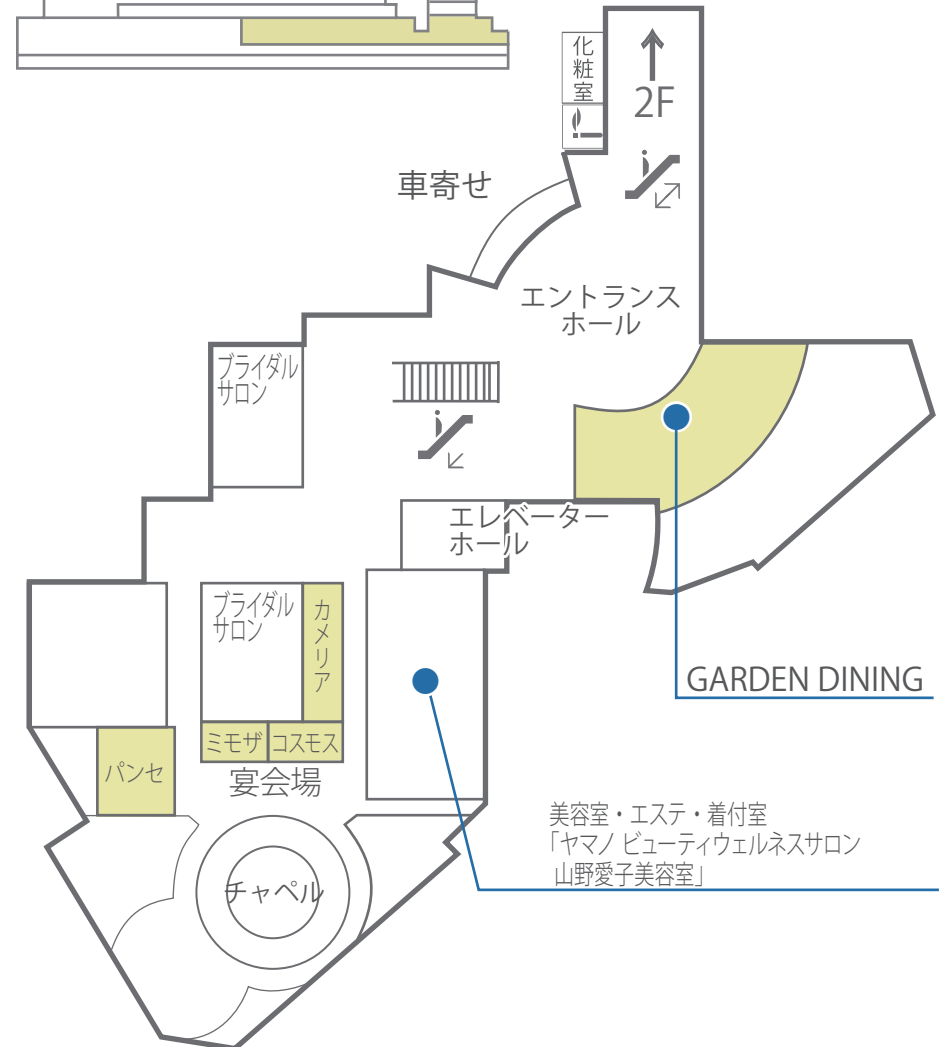 化粧室
2F
車寄せ
エントランス
ホール
ブライダル
サロン
エレベーター
ホール
ブライダル
サロン
カメリア
GARDEN DINING
ミモザ
コスモス
パンセ
宴会場
美容室・エステ・着付室
「ヤマノ ビューティウェルネスサロン
山野愛子美容室」
チャペル